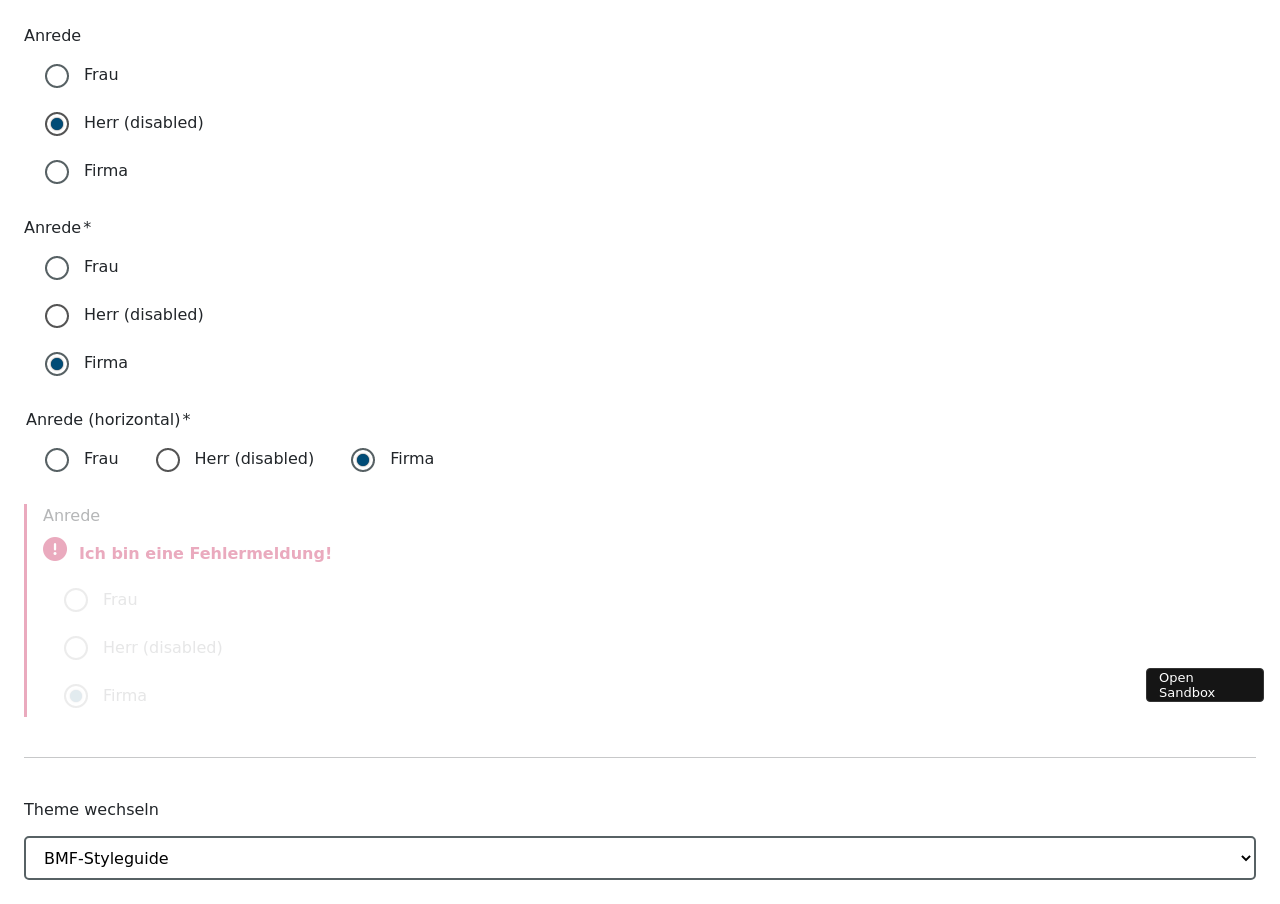 Anrede
Frau
Herr (disabled)
Firma
Anrede*
Frau
Herr (disabled)
Firma
Anrede (horizontal)*
Frau Herr (disabled) Firma
Anrede
! Ich bin eine Fehlermeldung!
Frau
Herr (disabled)
Firma
Open
Sandbox
Theme wechseln
BMF-Styleguide